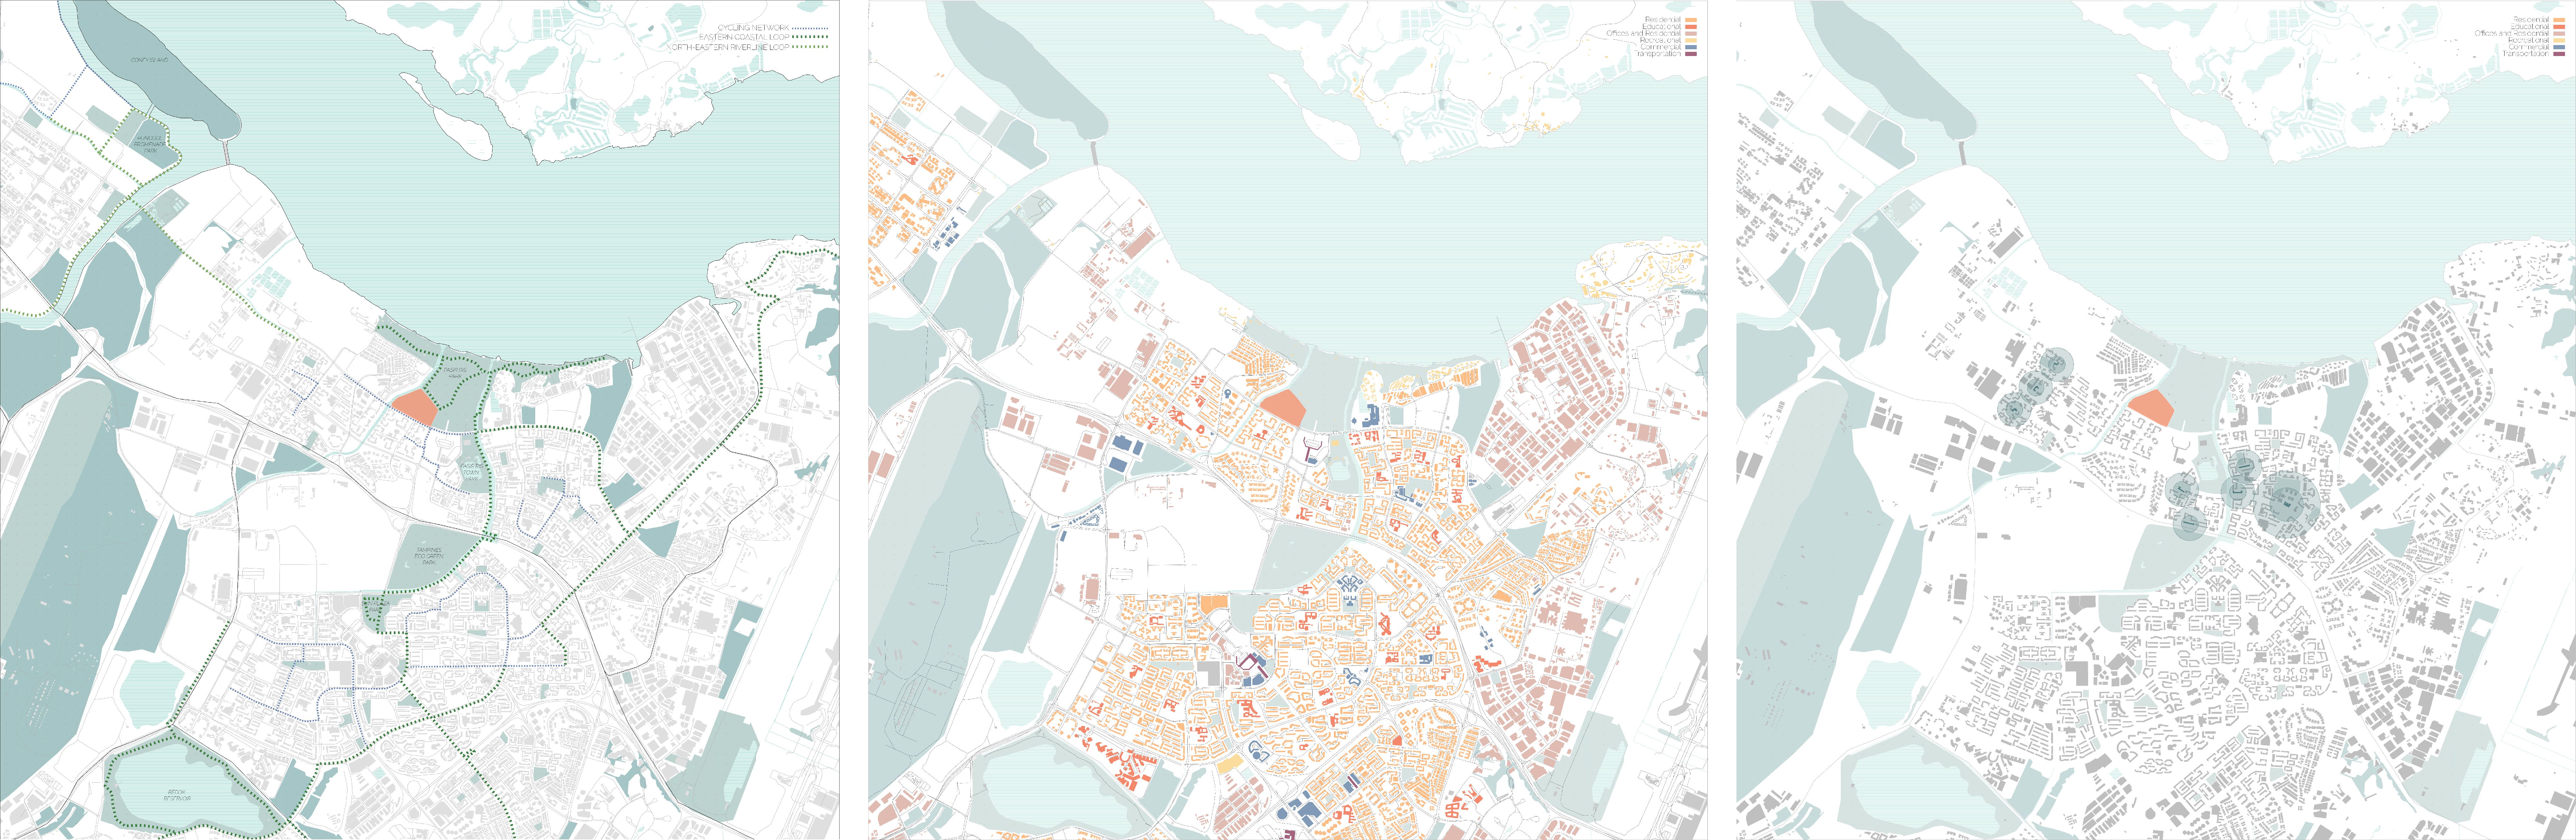 CYCLING NETWORK
EASTERN COASTAL LOOP
ORTH-EASTERN RIVERLINE LOOP
CONEY ISLAND
PROMENADE
PARK
PASIR RIS
PARK
PASIR RIS
TOWN
PARK
TAMPINES
ECO GREEN
PARK
BEDOK
RESERVOIR
Residential
Educational
Offices and Residential
Recreational
Commercial
Transportation
Residential
Educational
Offices and Residential
Recreational
Commercial
Transportation